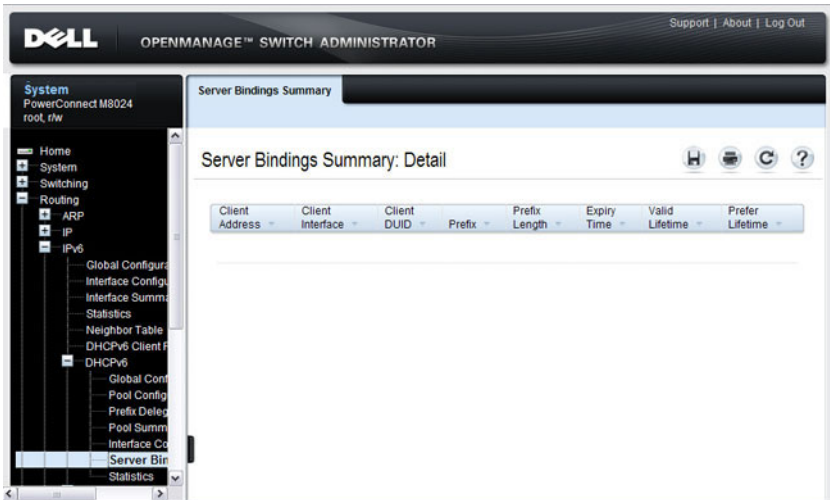 Support | About | Log Out
DELL
OPENMANAGE™ SWITCH ADMINISTRATOR
System
PowerConnect M8024
root, r/w
Server Bindings Summary
Home
System
Switching
Routing
ARP
IP
IPv6
Global Configura
Interface Configu
Interface Summa
Statistics
Neighbor Table
DHCPv6 Client P
DHCPv6
Global Conf
Pool Config
Prefix Deleg
Pool Summ
Interface Co
Server Bin
Statistics
Server Bindings Summary: Detail
?
Client Client Client Prefix Expiry Valid Prefer
Address Interface DUID Prefix Length Time Lifetime Lifetime